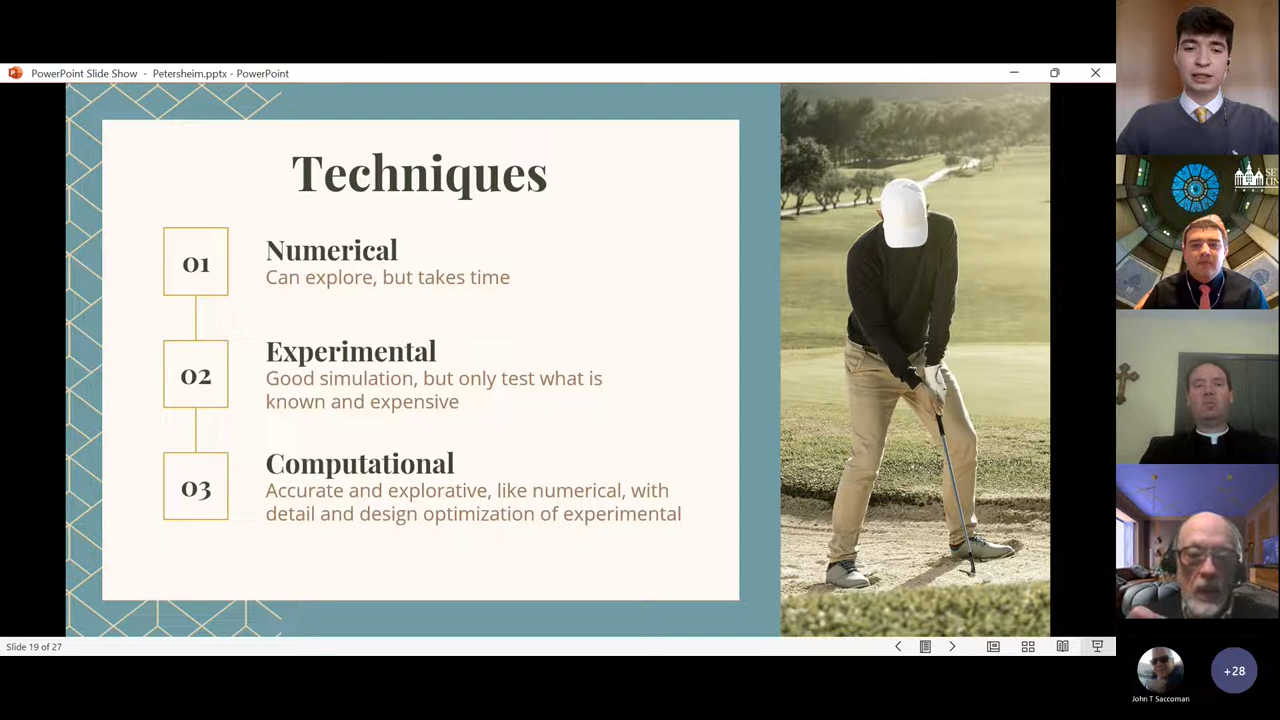 PowerPoint Slide Show - Petersheim.pptx - PowerPoint
Techniques
01
Numerical
Can explore, but takes time
02
Experimental
Good simulation, but only test what is
known and expensive
03
Computational
Accurate and explorative, like numerical, with
detail and design optimization of experimental
Slide 19 of 27
SE
UN
+28
John T Saccoman